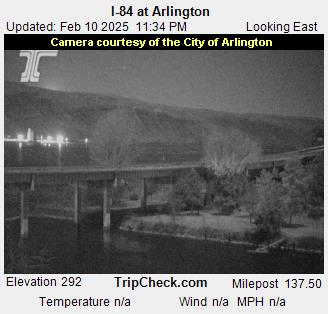 I-84 at Arlington
Updated: Feb 10 2025 11:34 PM Looking East
Camera courtesy of the City of Arlington
Elevation 292 TripCheck.com Milepost 137.50
Temperature n/a Wind n/a MPH n/a